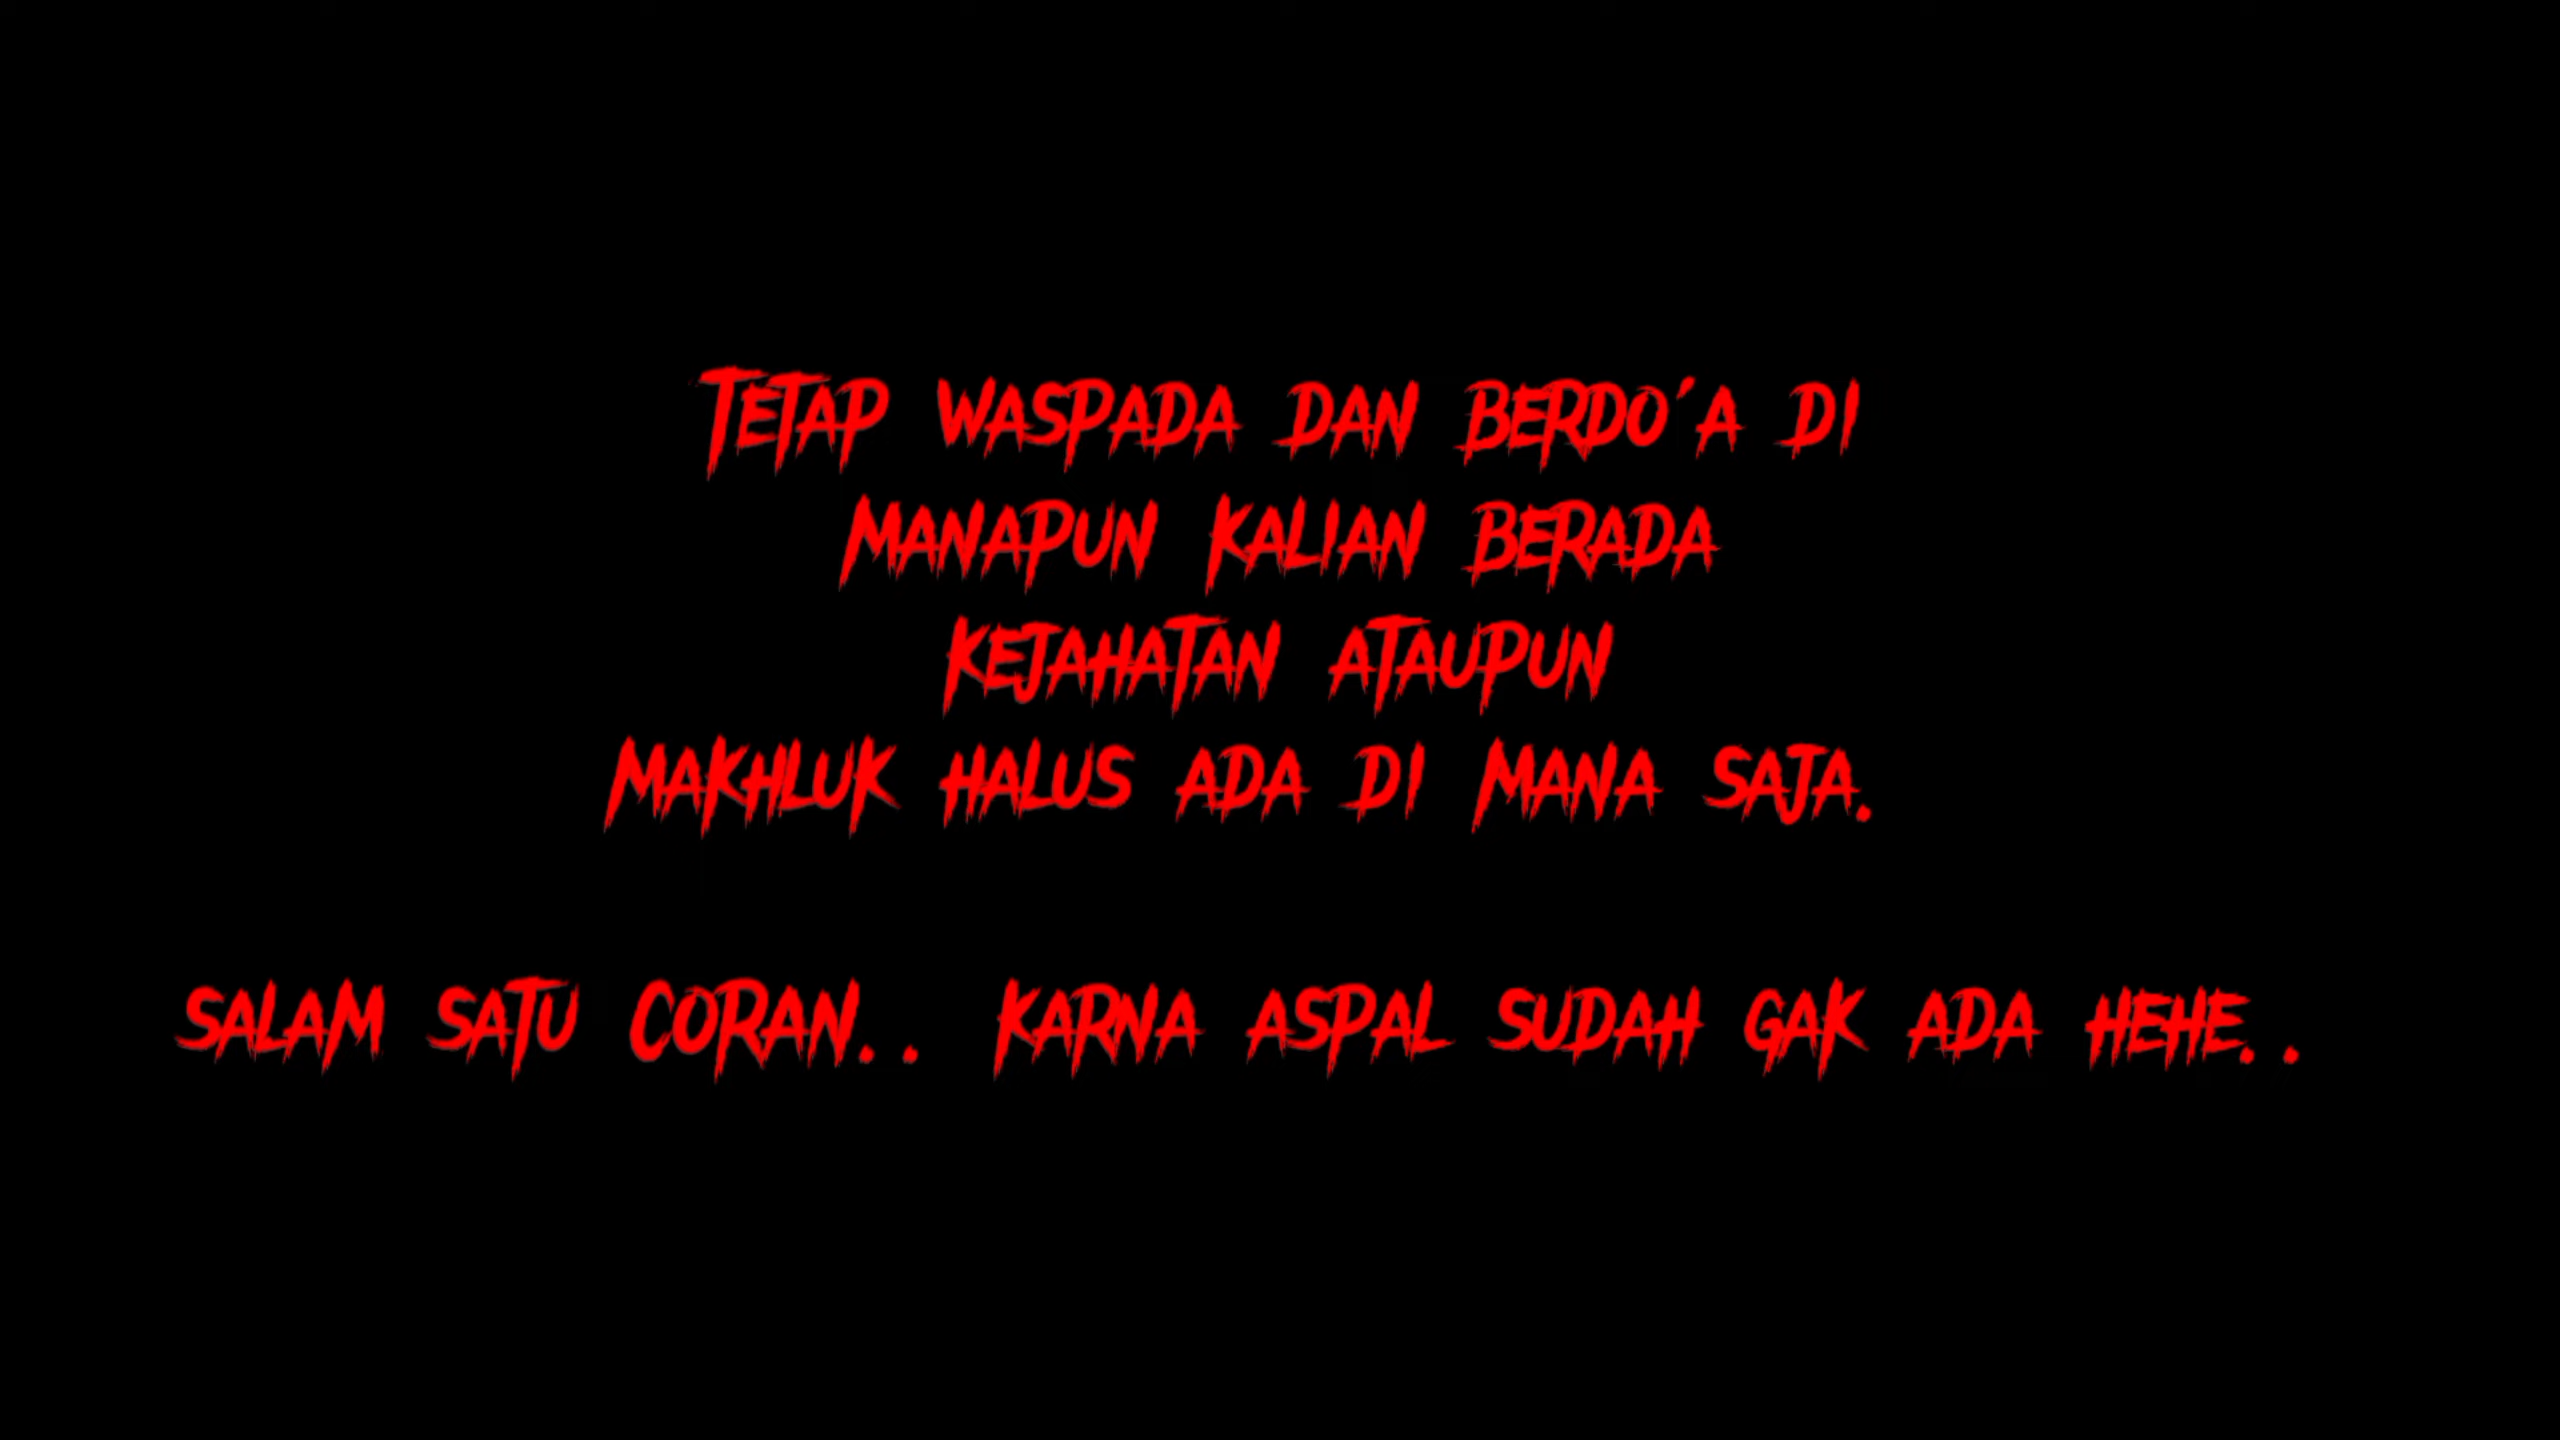 Tetap waspada dan berdo'a di
manapun kalian berada
kejahatan ataupun
makhluk halus ada di mana saja.
salam satu coran.. karna aspal sudah gak ada hehe..